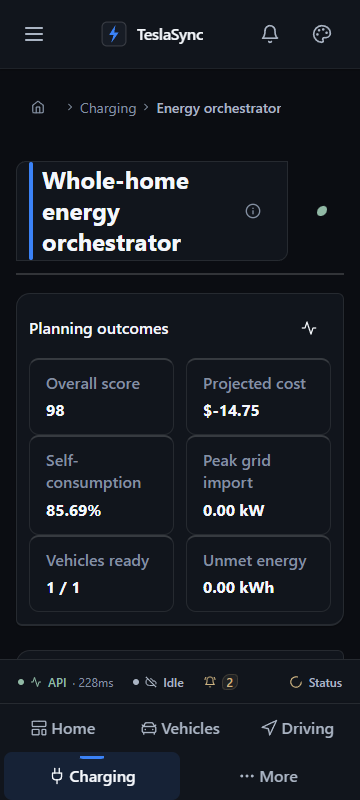 TeslaSync
Charging
Energy orchestrator
Whole-home
energy
orchestrator
Planning outcomes
Overall score
98
Projected cost
$-14.75
Self-
consumption
85.69%
Peak grid
import
0.00 kW
Vehicles ready
1 / 1
Unmet energy
0.00 kWh
API · 228ms
Idle
2
Status
Home
Vehicles
Driving
Charging
More